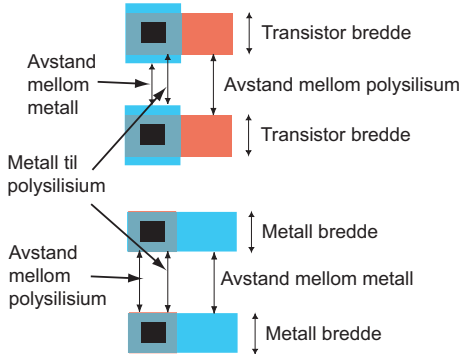 Transistor bredde
Avstand
mellom
metall
Avstand mellom polysilisum
Transistor bredde
Metall til
polysilisium
Metall bredde
Avstand
mellom
polysilisium
Avstand mellom metall
Metall bredde